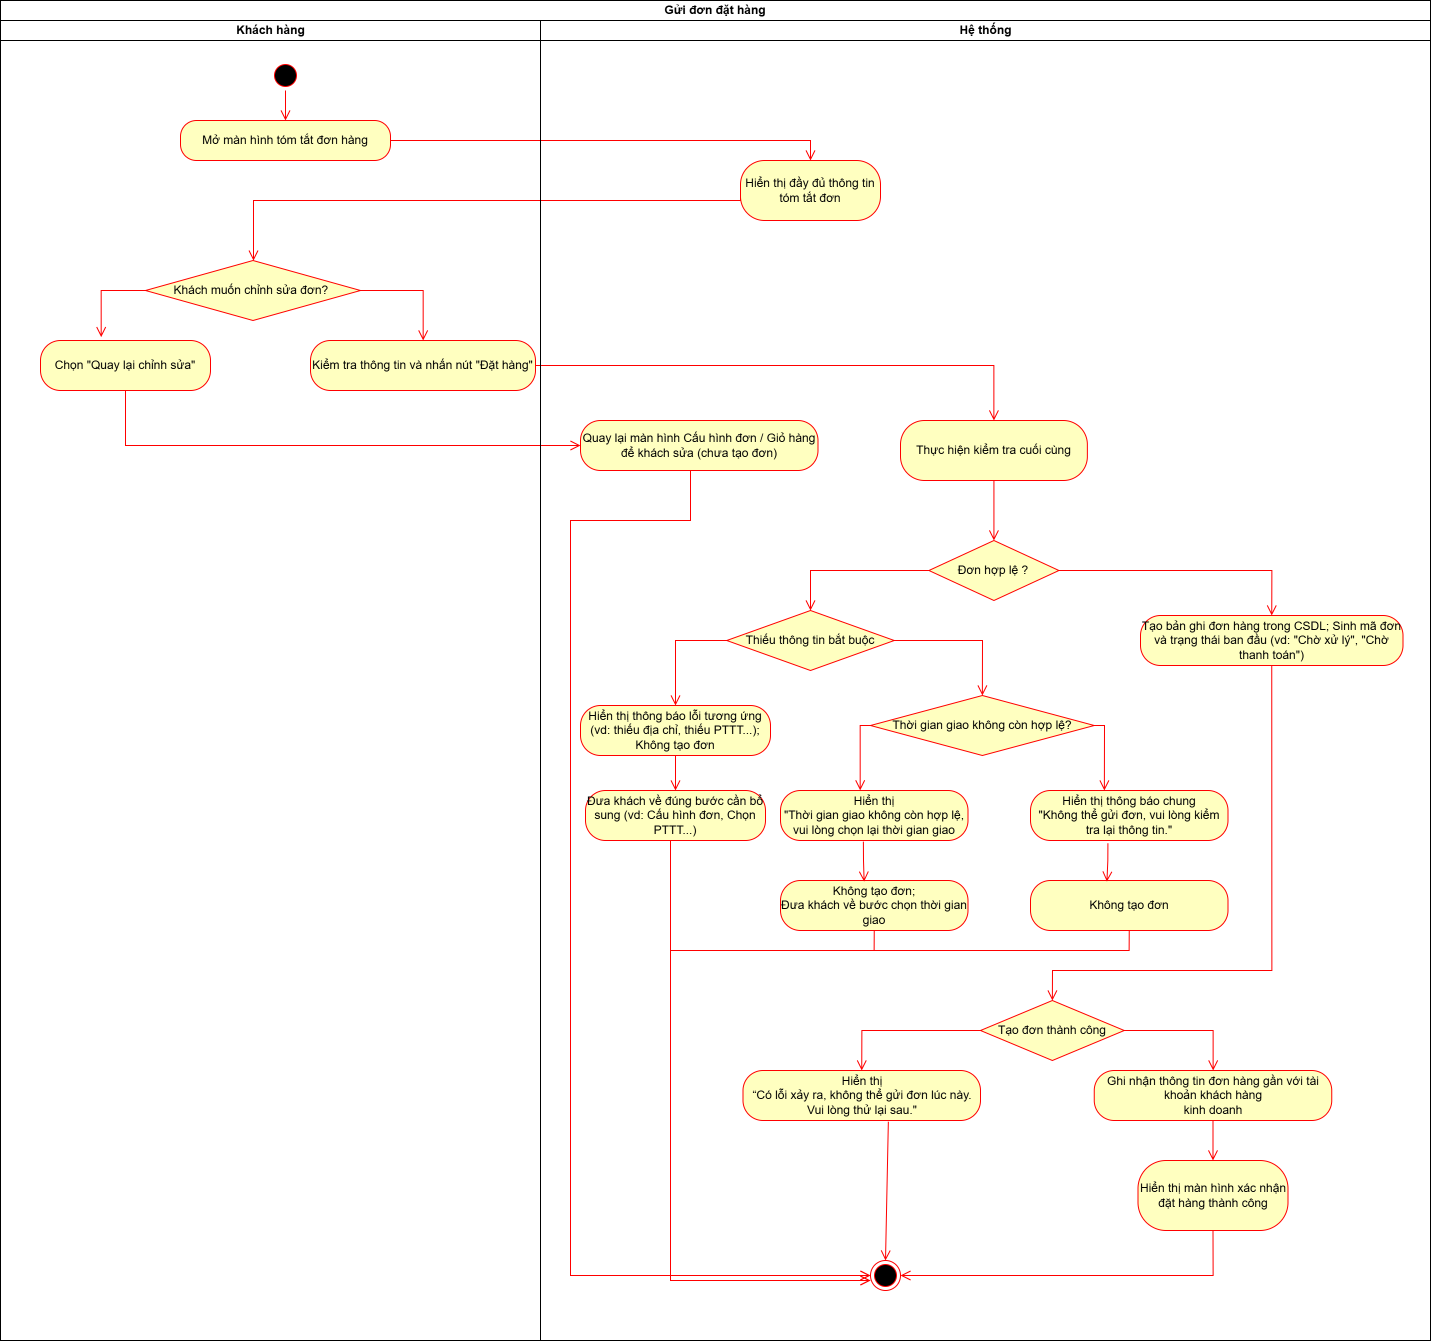 Gửi đơn đặt hàng
Khách hàng
Hệ thống
Mở màn hình tóm tắt đơn hàng
Hiển thị đầy đủ thông tin
tóm tắt đơn
Khách muốn chỉnh sửa đơn?
Chọn "Quay lại chỉnh sửa"
Kiểm tra thông tin và nhấn nút "Đặt hàng"
Quay lại màn hình Cấu hình đơn / Giỏ hàng
để khách sửa (chưa tạo đơn)
Thực hiện kiểm tra cuối cùng
Đơn hợp lệ ?
Thiếu thông tin bắt buộc
Tạo bản ghi đơn hàng trong CSDL; Sinh mã đơn
và trạng thái ban đầu (vd: "Chờ xử lý", "Chờ
thanh toán")
Hiển thị thông báo lỗi tương ứng
(vd: thiếu địa chỉ, thiếu PTTT...);
Không tạo đơn
Thời gian giao không còn hợp lệ?
Đưa khách về đúng bước cần bổ
sung (vd: Cấu hình đơn, Chọn
PTTT...)
Hiển thị
"Thời gian giao không còn hợp lệ,
vui lòng chọn lại thời gian giao
Hiển thị thông báo chung
"Không thể gửi đơn, vui lòng kiểm
tra lại thông tin."
Không tạo đơn;
Đưa khách về bước chọn thời gian
giao
Không tạo đơn
Tạo đơn thành công
Hiển thị
“Có lỗi xảy ra, không thể gửi đơn lúc này.
Vui lòng thử lại sau."
Ghi nhận thông tin đơn hàng gắn với tài
khoản khách hàng
kinh doanh
Hiển thị màn hình xác nhận
đặt hàng thành công